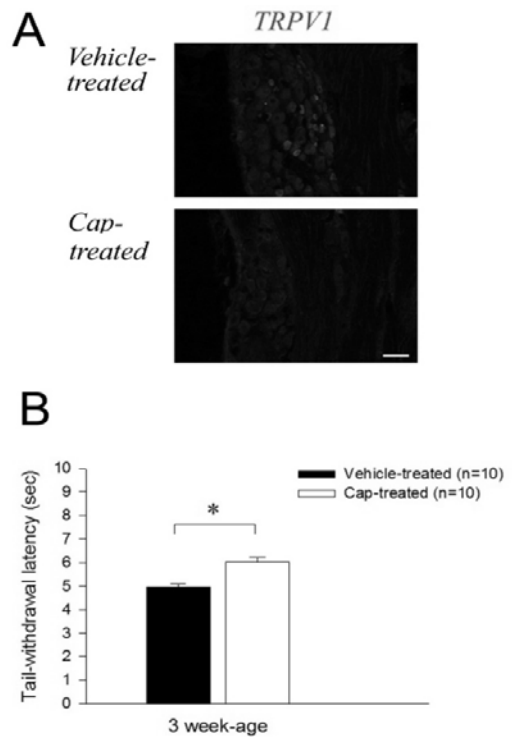 A
TRPV1
Vehicle-
treated
Cap-
treated
B
10
9
8
7
6
5
4
3
2
1
0
Tail-withdrawal latency (sec)
*
Vehicle-treated (n=10)
Cap-treated (n=10)
3 week-age